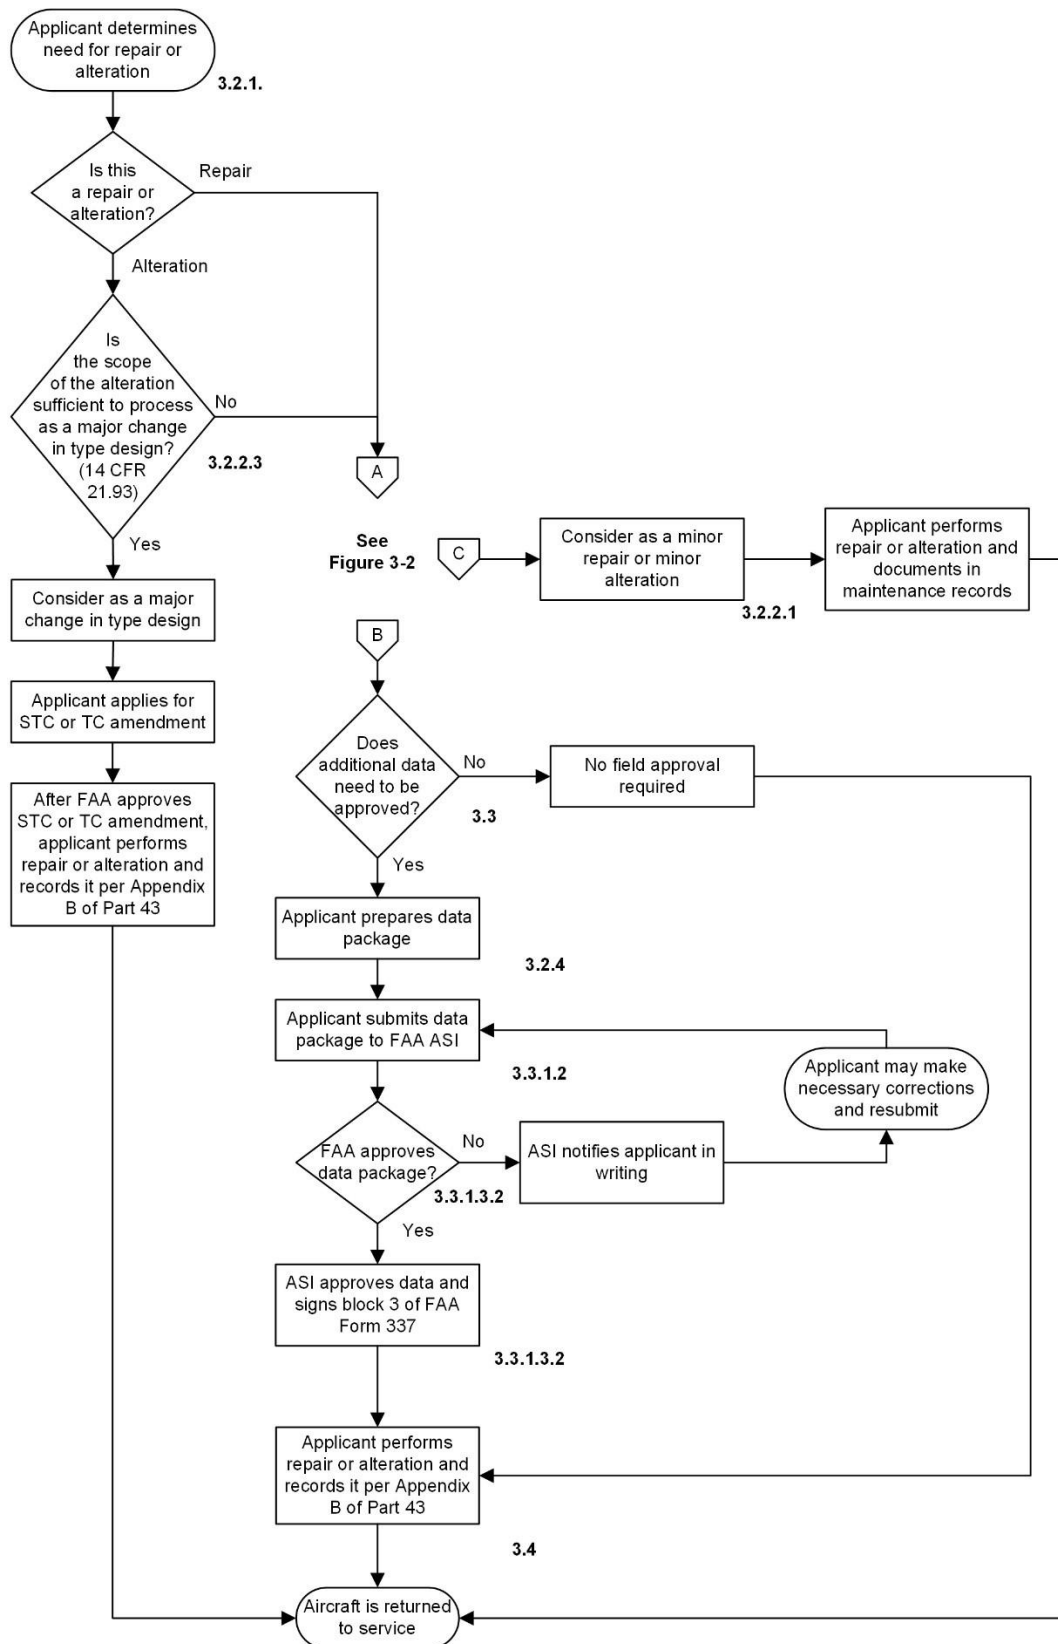 Applicant determines
need for repair or
alteration
3.2.1.
Is this
a repair or
alteration?
Repair
Alteration
Is
the scope
of the alteration
sufficient to process
as a major change
in type design?
(14 CFR
21.93)
No
3.2.2.3
Yes
A
See
Figure 3-2
C
Consider as a minor
repair or minor
alteration
3.2.2.1
Applicant performs
repair or alteration and
documents in
maintenance records
Consider as a major
change in type design
Applicant applies for
STC or TC amendment
After FAA approves
STC or TC amendment,
applicant performs
repair or alteration and
records it per Appendix
B of Part 43
B
Does
additional data
need to be
approved?
No
3.3
Yes
No field approval
required
Applicant prepares data
package
3.2.4
Applicant submits data
package to FAA ASI
3.3.1.2
Applicant may make
necessary corrections
and resubmit
FAA approves
data package?
No
3.3.1.3.2
Yes
ASI notifies applicant in
writing
ASI approves data and
signs block 3 of FAA
Form 337
3.3.1.3.2
Applicant performs
repair or alteration and
records it per Appendix
B of Part 43
3.4
Aircraft is returned
to service